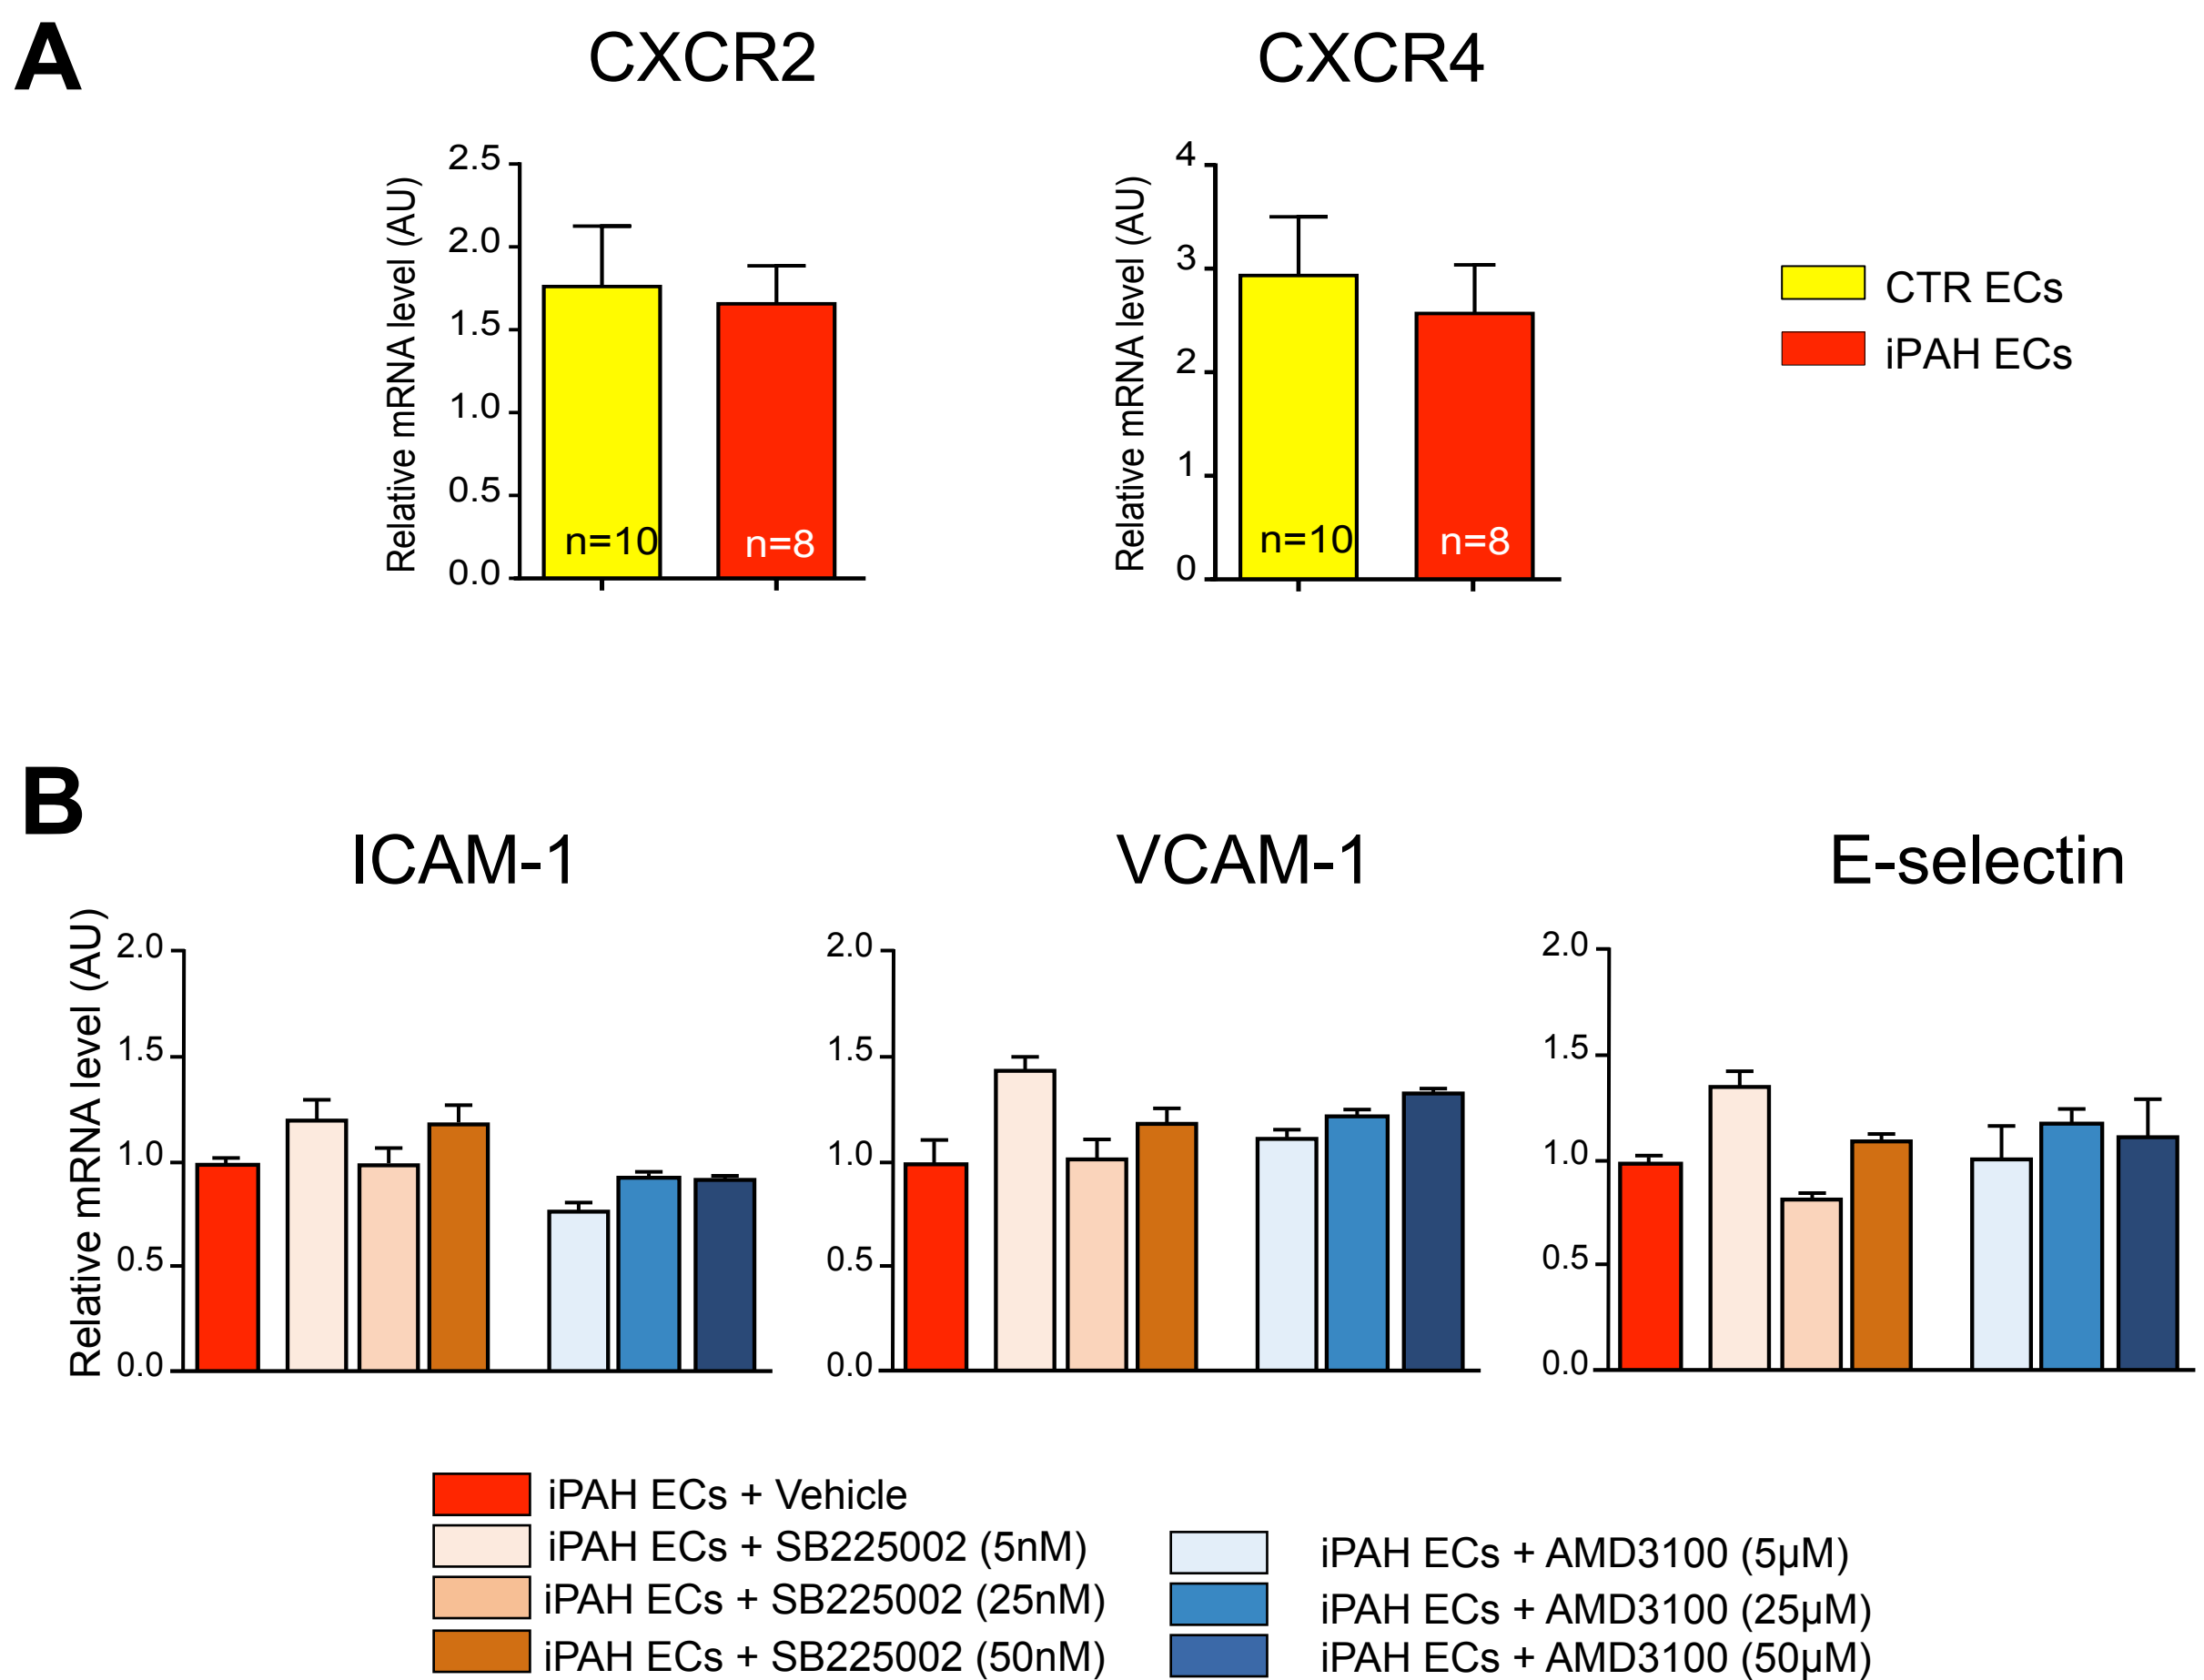 A
CXCR2
CXCR4
Relative mRNA level (AU)
2.5
2.0
1.5
1.0
0.5
0.0
n=10
n=8
Relative mRNA level (AU)
4
3
2
1
0
n=10
n=8
CTR ECs
iPAH ECs
B
ICAM-1
VCAM-1
E-selectin
Relative mRNA level (AU)
2.0
1.5
1.0
0.5
0.0
2.0
1.5
1.0
0.5
0.0
2.0
1.5
1.0
0.5
0.0
iPAH ECs + Vehicle
iPAH ECs + SB225002 (5nM)
iPAH ECs + SB225002 (25nM)
iPAH ECs + SB225002 (50nM)
iPAH ECs + AMD3100 (5µM)
iPAH ECs + AMD3100 (25µM)
iPAH ECs + AMD3100 (50µM)